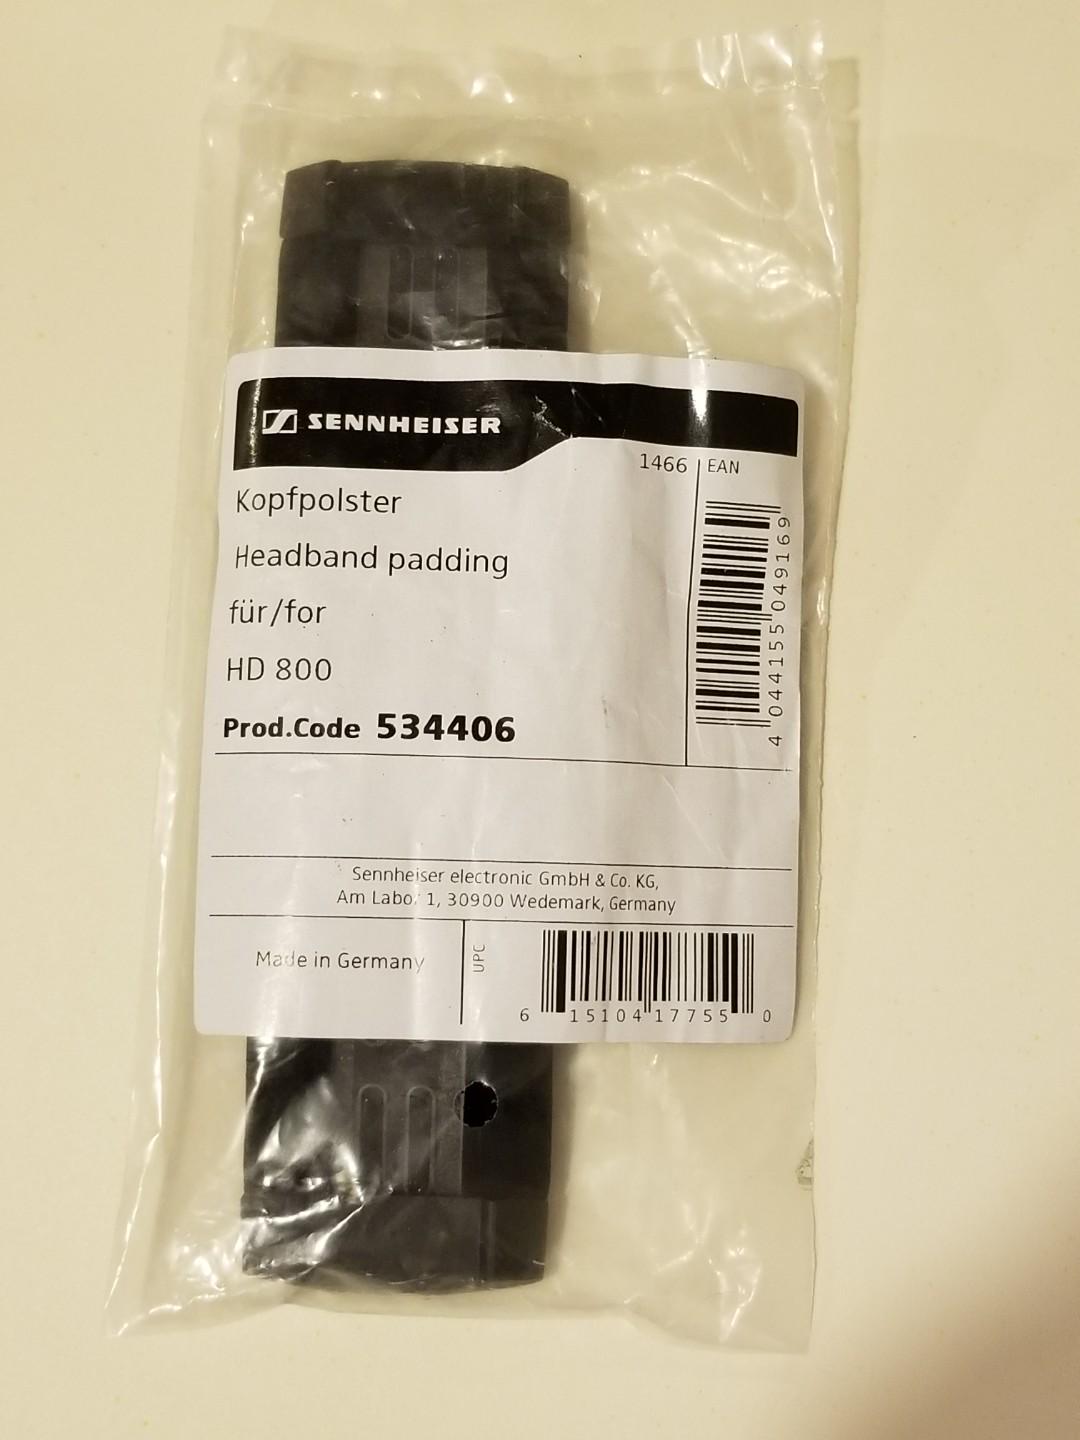 SENNHEISER
1466 EAN
Kopfpolster
Headband padding
für/for
HD 800
Prod.Code 534406
4 044155 049169
Sennheiser electronic GmbH & Co. KG,
Am Labor 1, 30900 Wedemark, Germany
Made in Germany
UPC
6 15104 17755 0